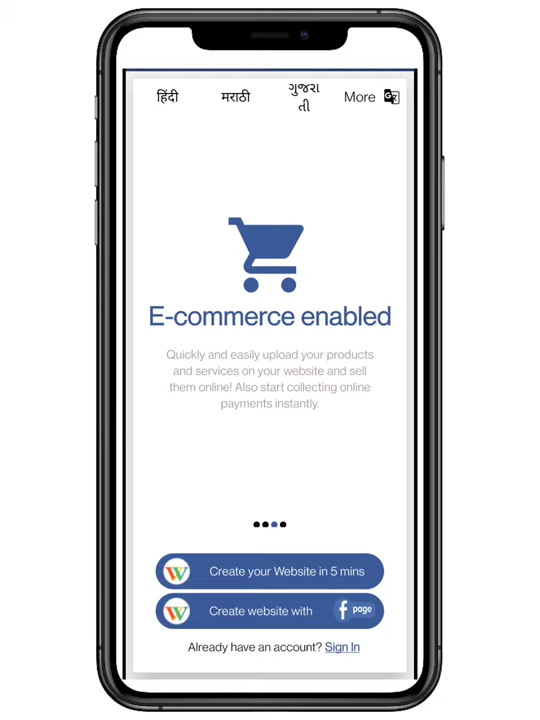 हिंदी मराठी ગુજરા
તી More
E-commerce enabled
Quickly and easily upload your products
and services on your website and sell
them online! Also start collecting online
payments instantly.
Create your Website in 5 mins
Create website with f page
Already have an account? Sign In